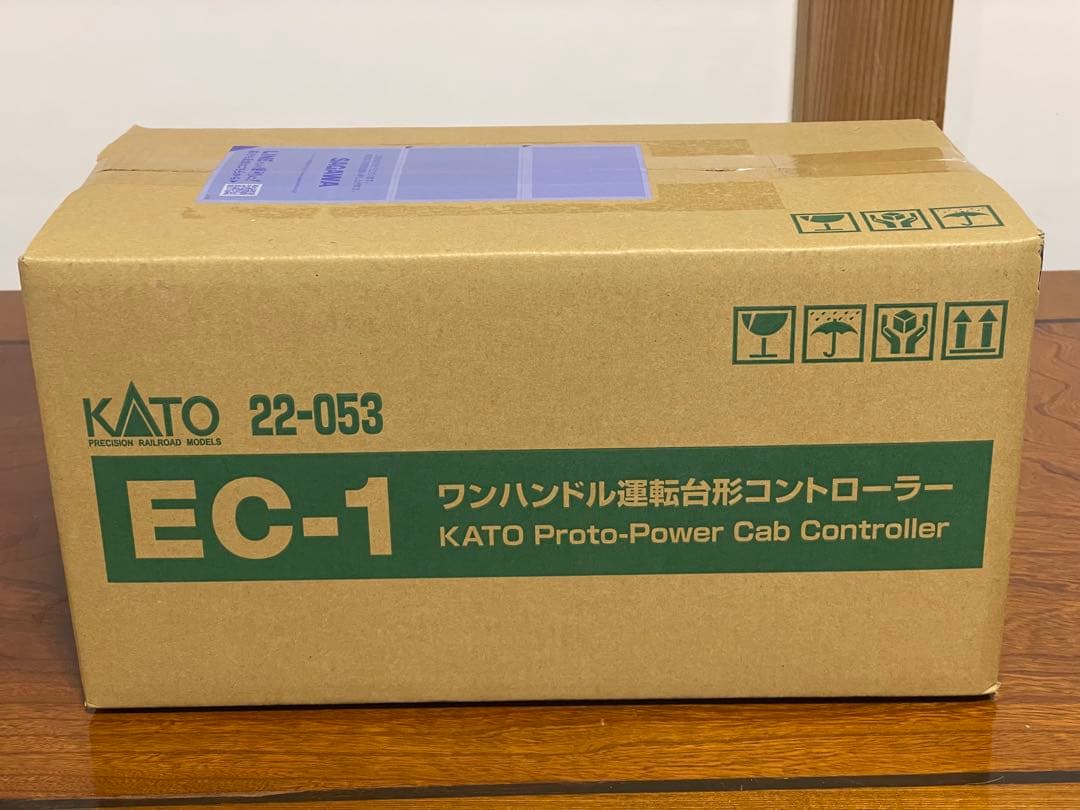 SAGAWA
KATO 22-053
PRECISION RAILROAD MODELS
EC-1
ワンハンドル運転台形コントローラー
KATO Proto-Power Cab Controller